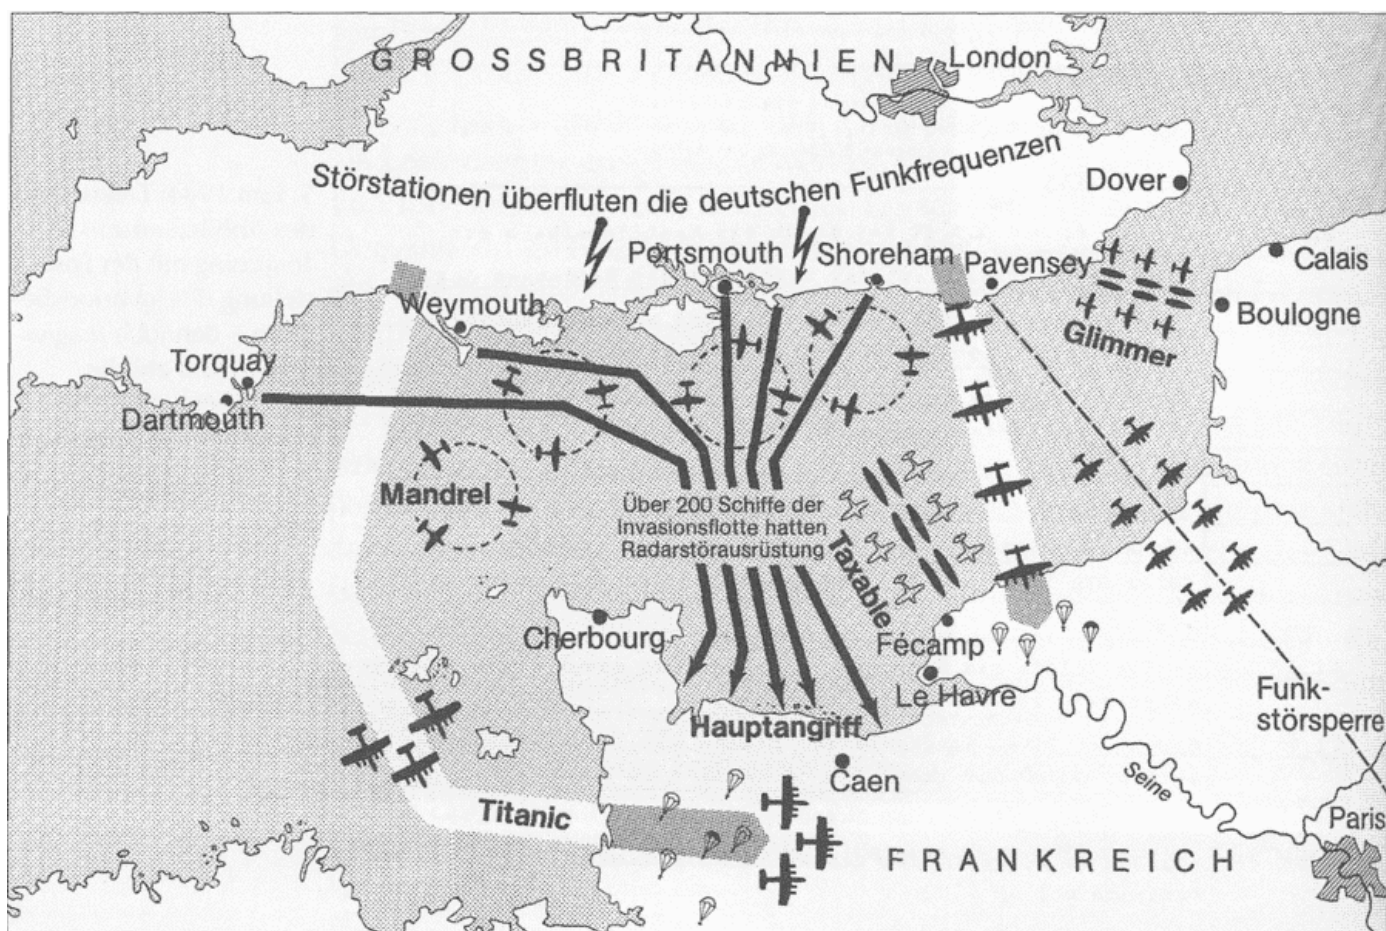 GROSSBRITANNIEN
London
Störstationen überfluten die deutschen Funkfrequenzen
Dover
Portsmouth
Shoreham
Pavensey
Calais
Weymouth
Boulogne
Glimmer
Torquay
Dartmouth
Mandrel
Über 200 Schiffe der
Invasionsflotte hatten
Radarstörausrüstung
Taxable
Cherbourg
Fécamp
Le Havre
Funk-
störsperre
Hauptangriff
Caen
Seine
Titanic
Paris
FRANKREICH